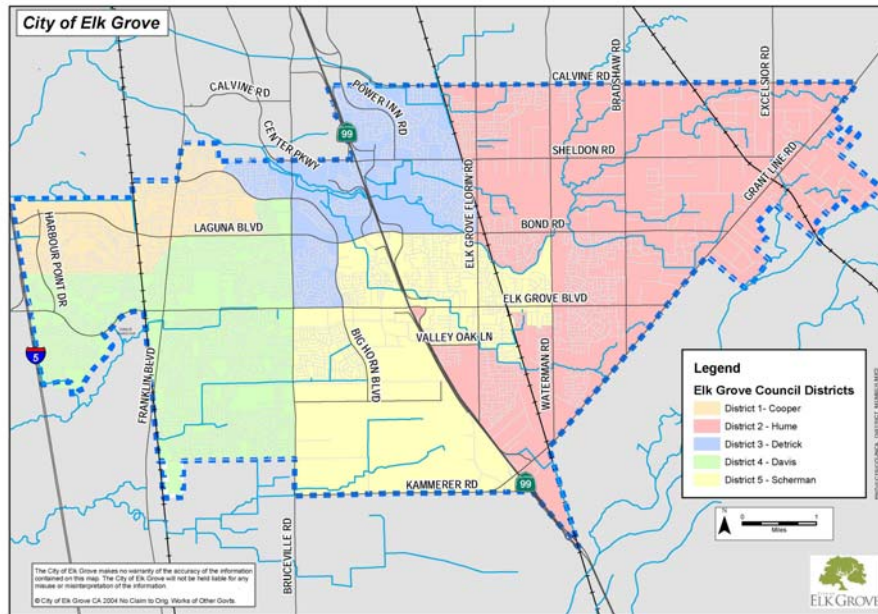 City of Elk Grove
CALVINE RD
POWER INN RD
CALVINE RD
BRADSHAW RD
EXCELSIOR RD
99
CENTER PKWY
SHELDON RD
GRANT LINE RD
ELK GROVE FLORIN RD
HARBOUR POINT DR
LAGUNA BLVD
BOND RD
ELK GROVE BLVD
5
FRANKLIN BLVD
BIG HORN BLVD
VALLEY OAK LN
WATERMAN RD
KAMMERER RD
99
BRUCEVILLE RD
Legend
Elk Grove Council Districts
District 1- Cooper
District 2 - Hume
District 3 - Detrick
District 4 - Davis
District 5 - Scherman
N
0 1
Miles
The City of Elk Grove makes no warranty of the accuracy of the information
contained on this map. The City of Elk Grove will not be held liable for any
misuse or misinterpretation of the information.
© City of Elk Grove CA 2004 No Claim to Orig. Works of Other Govts.
ELK GROVE